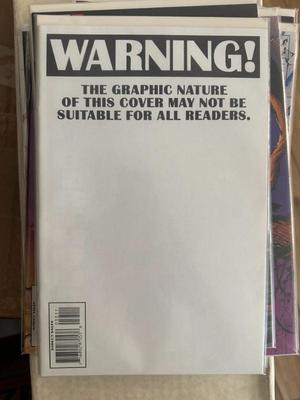 WARNING!
THE GRAPHIC NATURE
OF THIS COVER MAY NOT BE
SUITABLE FOR ALL READERS.